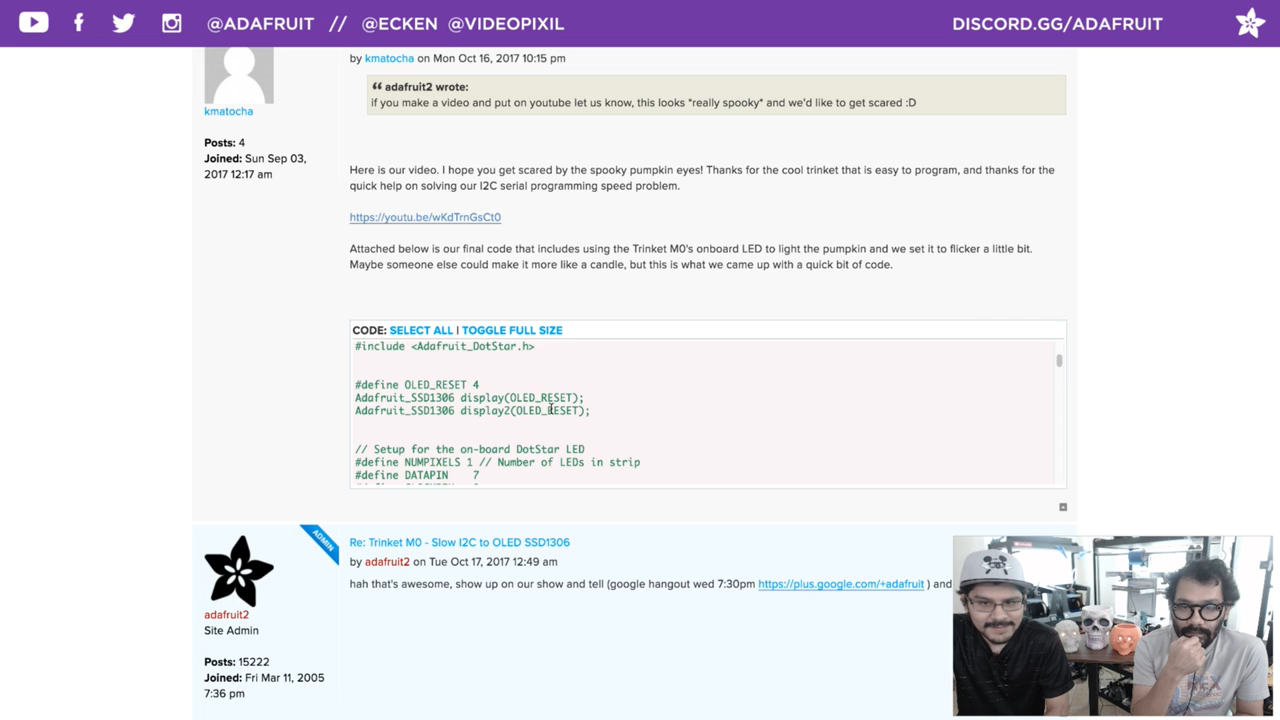 @ADAFRUIT // @ECKEN @VIDEOPIXIL
DISCORD.GG/ADAFRUIT
by kmatocha on Mon Oct 16, 2017 10:15 pm
kmatocha
Posts: 4
Joined: Sun Sep 03,
2017 12:17 am
adafruit2 wrote:
if you make a video and put on youtube let us know, this looks *really spooky* and we'd like to get scared :D
Here is our video. I hope you get scared by the spooky pumpkin eyes! Thanks for the cool trinket that is easy to program, and thanks for the
quick help on solving our I2C serial programming speed problem.
https://youtu.be/wKdTrnGsCt0
Attached below is our final code that includes using the Trinket M0's onboard LED to light the pumpkin and we set it to flicker a little bit.
Maybe someone else could make it more like a candle, but this is what we came up with a quick bit of code.
CODE: SELECT ALL | TOGGLE FULL SIZE
#include <Adafruit_DotStar.h>
#define OLED_RESET 4
Adafruit_SSD1306 display(OLED_RESET);
Adafruit_SSD1306 display2(OLED_RESET);
// Setup for the on-board DotStar LED
#define NUMPIXELS 1 // Number of LEDs in strip
#define DATAPIN 7
ADMIN
adafruit2
Site Admin
Posts: 15222
Joined: Fri Mar 11, 2005
7:36 pm
Re: Trinket M0 - Slow I2C to OLED SSD1306
by adafruit2 on Tue Oct 17, 2017 12:49 am
hah that's awesome, show up on our show and tell (google hangout wed 7:30pm https://plus.google.com/+adafruit ) and